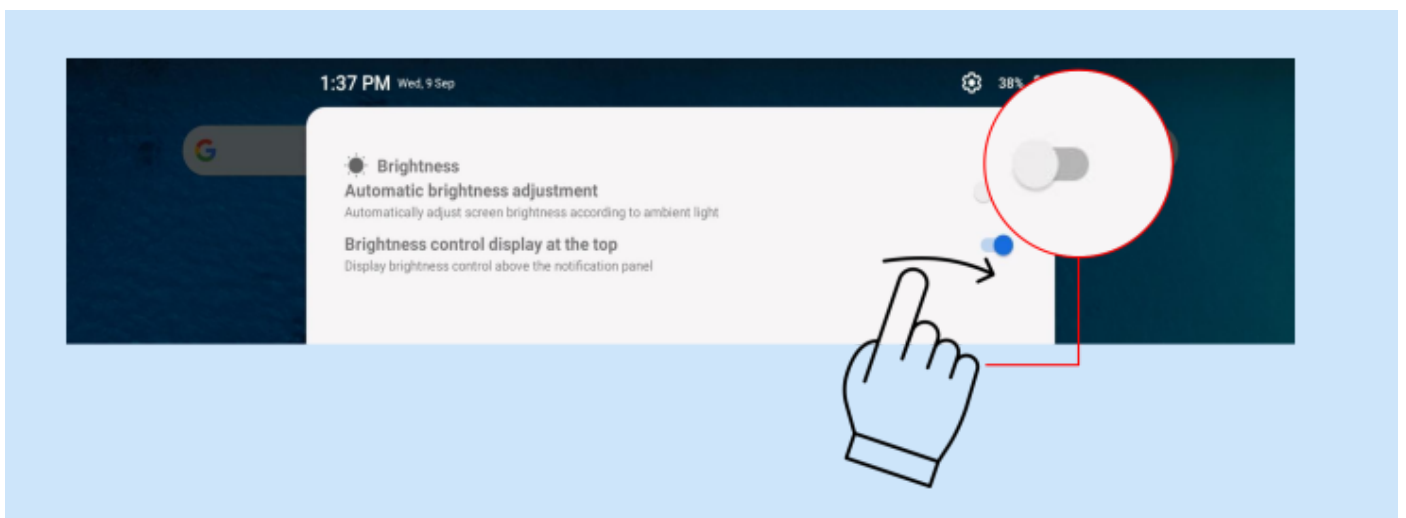 1:37 PM Wed, 9 Sep 38%
G
Brightness
Automatic brightness adjustment
Automatically adjust screen brightness according to ambient light
Brightness control display at the top
Display brightness control above the notification panel